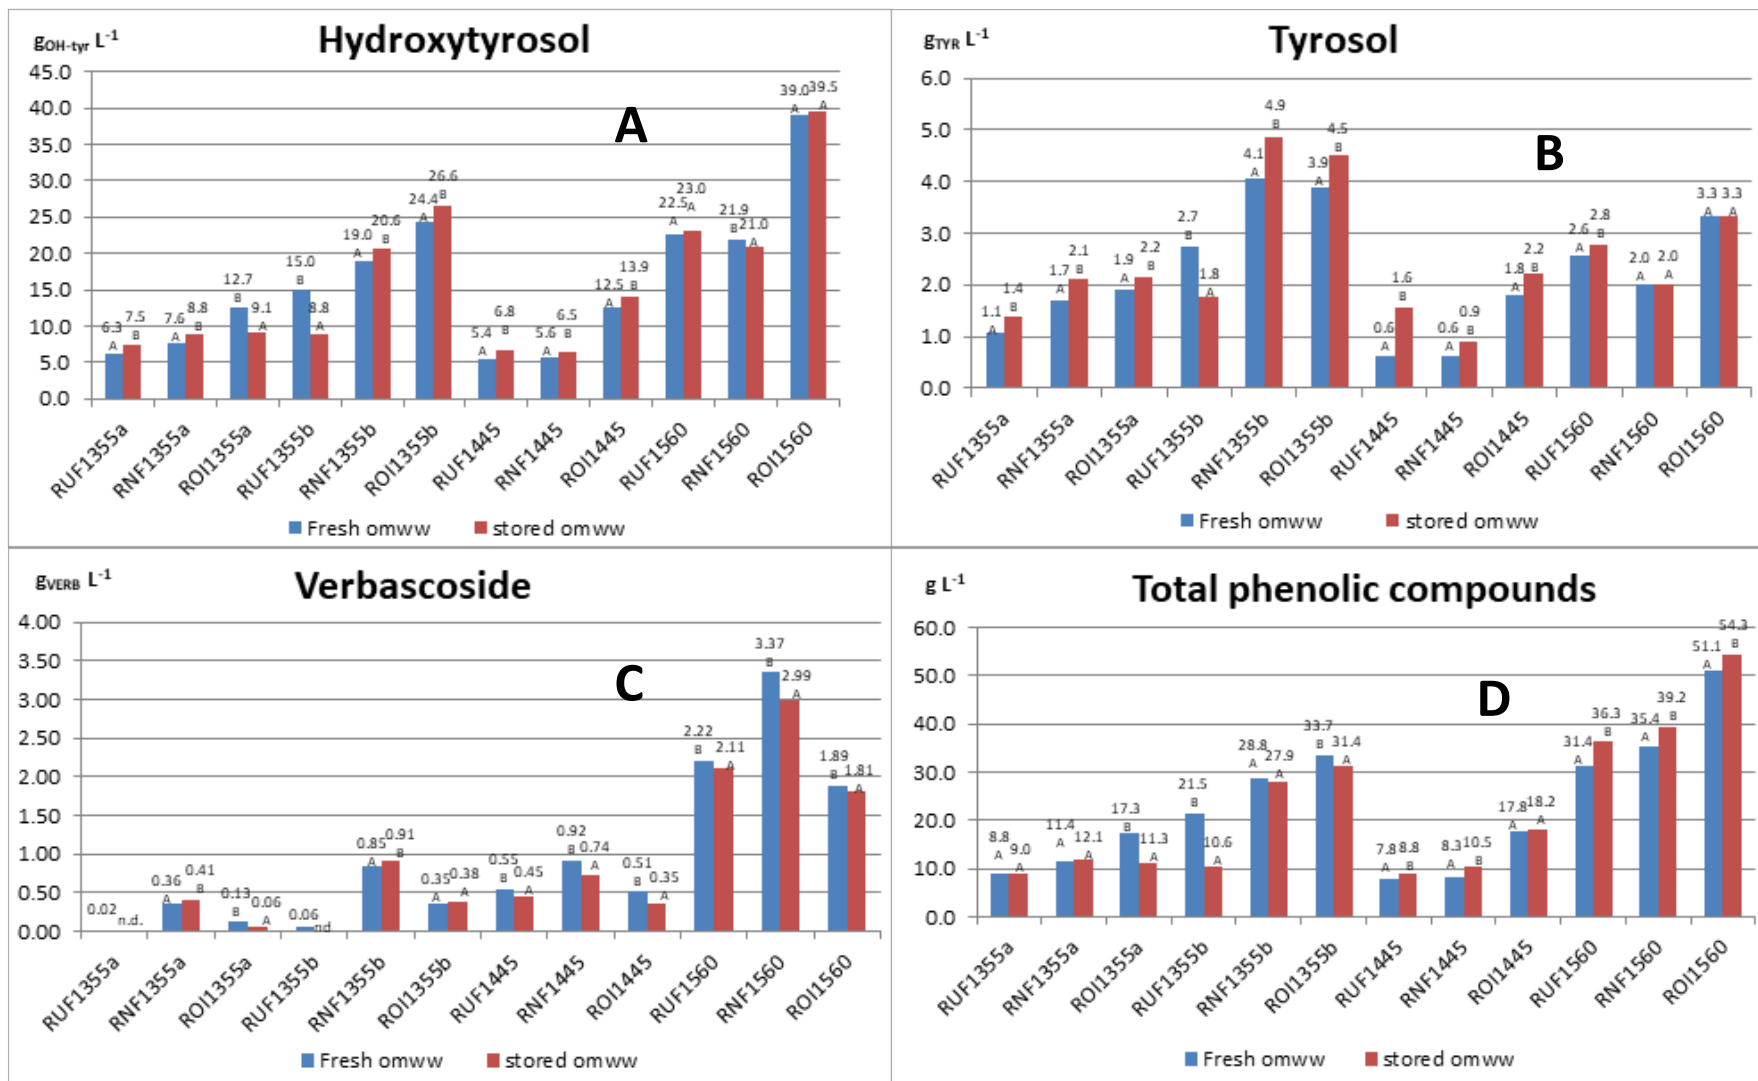 Hydroxytyrosol
gOH-tyr L-1
A
45.0
40.0
35.0
30.0
25.0
20.0
15.0
10.0
5.0
0.0
6.3 A 7.5 B
7.6 A 8.8 B
12.7 B 9.1 A
15.0 B 8.8 A
19.0 A 20.6 B
24.4 A 26.6 B
5.4 A 6.8 B
5.6 A 6.5 B
12.5 A 13.9 B
22.5 A 23.0 A
21.9 B 21.0 A
39.0 A 39.5 A
RUF1355a RNF1355a ROI1355a RUF1355b RNF1355b ROI1355b RUF1445 RNF1445 ROI1445 RUF1560 RNF1560 ROI1560
Fresh omww stored omww
Tyrosol
gTYR L-1
B
6.0
5.0
4.0
3.0
2.0
1.0
0.0
1.1 A 1.4 B
1.7 A 2.1 B
1.9 A 2.2 B
2.7 B 1.8 A
4.1 A 4.9 B
3.9 A 4.5 B
0.6 A 1.6 B
0.6 A 0.9 B
1.8 A 2.2 B
2.6 A 2.8 B
2.0 A 2.0 A
3.3 A 3.3 A
RUF1355a RNF1355a ROI1355a RUF1355b RNF1355b ROI1355b RUF1445 RNF1445 ROI1445 RUF1560 RNF1560 ROI1560
Fresh omww stored omww
Verbascoside
gVERB L-1
C
4.00
3.50
3.00
2.50
2.00
1.50
1.00
0.50
0.00
0.02 n.d.
0.36 A 0.41 B
0.13 B 0.06 A
0.06 nd
0.85 A 0.91 B
0.35 A 0.38 A
0.55 B 0.45 A
0.92 B 0.74 A
0.51 B 0.35 A
2.22 B 2.11 A
3.37 B 2.99 A
1.89 B 1.81 A
RUF1355a RNF1355a ROI1355a RUF1355b RNF1355b ROI1355b RUF1445 RNF1445 ROI1445 RUF1560 RNF1560 ROI1560
Fresh omww stored omww
Total phenolic compounds
g L-1
D
60.0
50.0
40.0
30.0
20.0
10.0
0.0
8.8 A 9.0 A
11.4 A 12.1 A
17.3 B 11.3 A
21.5 B 10.6 A
28.8 A 27.9 A
33.7 B 31.4 A
7.8 A 8.8 B
8.3 A 10.5 B
17.8 A 18.2 A
31.4 A 36.3 B
35.4 A 39.2 B
51.1 A 54.3 B
RUF1355a RNF1355a ROI1355a RUF1355b RNF1355b ROI1355b RUF1445 RNF1445 ROI1445 RUF1560 RNF1560 ROI1560
Fresh omww stored omww